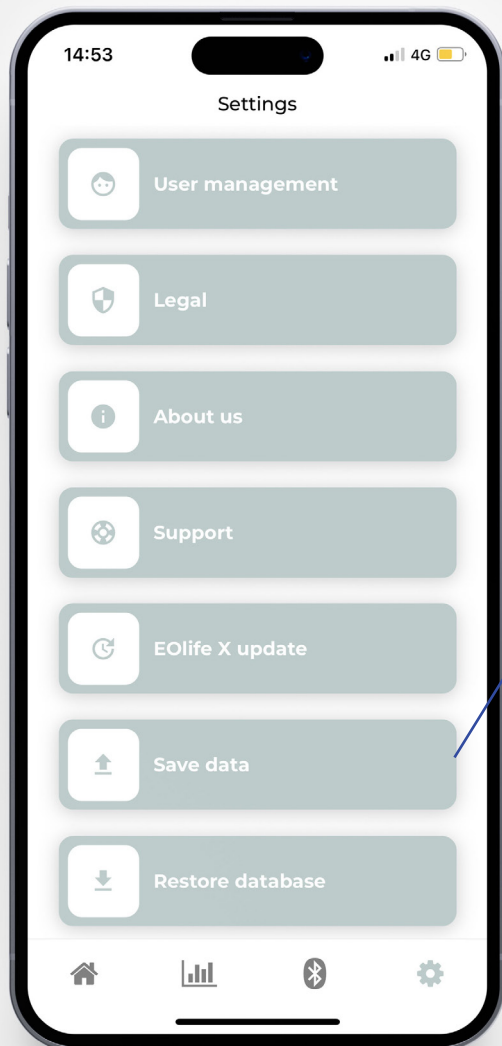 14:53
4G
Settings
User management
Legal
About us
Support
EOlife X update
Save data
Restore database